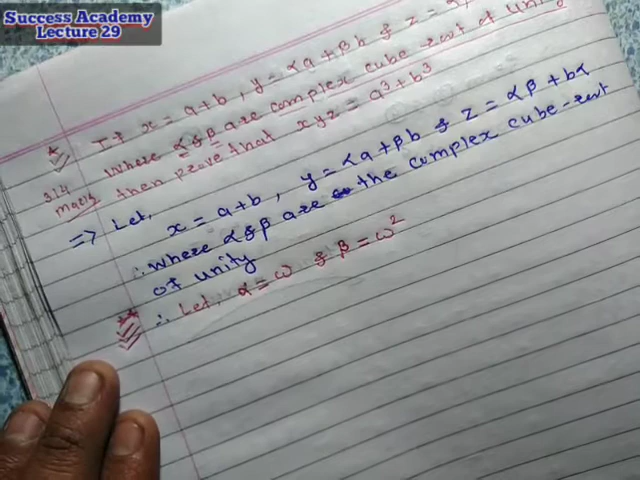 Success Academy
Lecture 29
If x = a+b, y = αa+βb & z = a
Where α & β are complex cube root of unity
then prove that xyz = a³+b³
3|4
Mark
=> Let,
x = a+b, y = αa+βb & z = αβ+bα
∴ Where α & β are the complex cube-root
of unity
∴ Let, α = ω & β = ω²